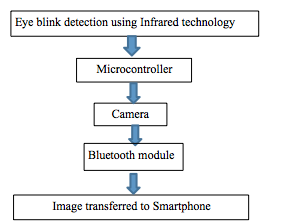 Eye blink detection using Infrared technology
Microcontroller
Camera
Bluetooth module
Image transferred to Smartphone